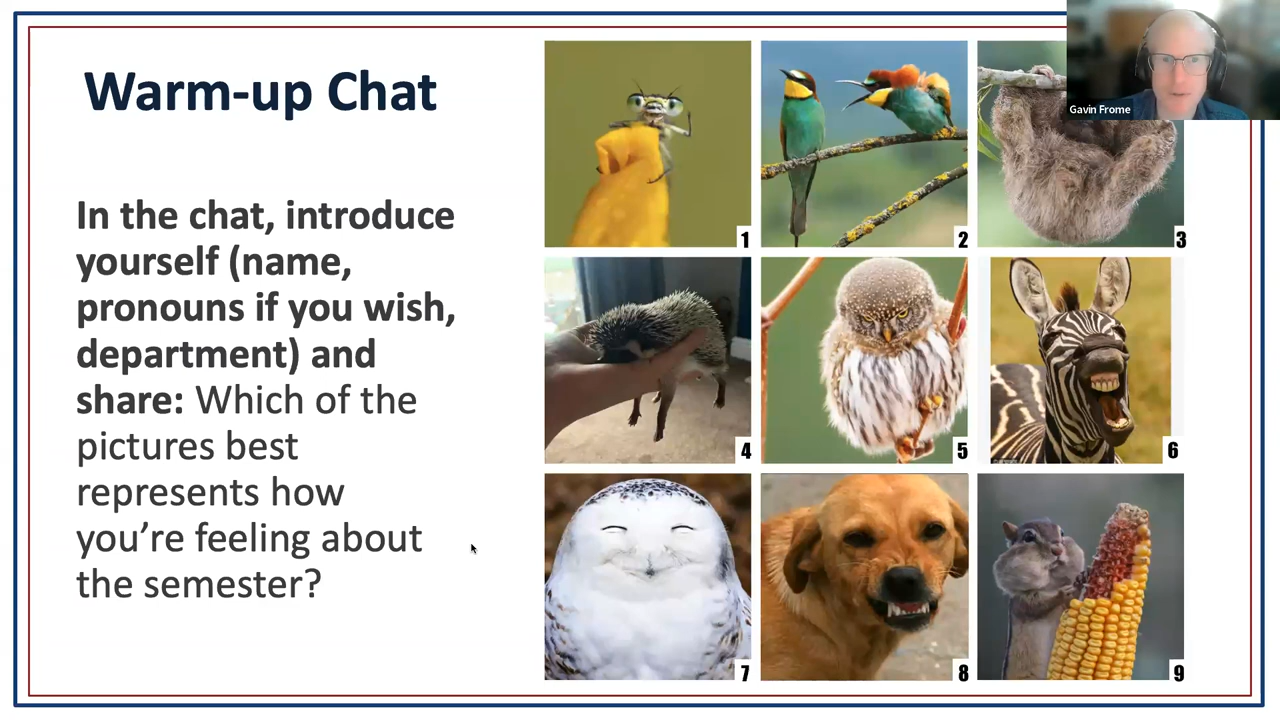 Warm-up Chat
In the chat, introduce
yourself (name,
pronouns if you wish,
department) and
share: Which of the
pictures best
represents how
you’re feeling about
the semester?
1
2
3
4
5
6
7
8
9
Gavin Frome